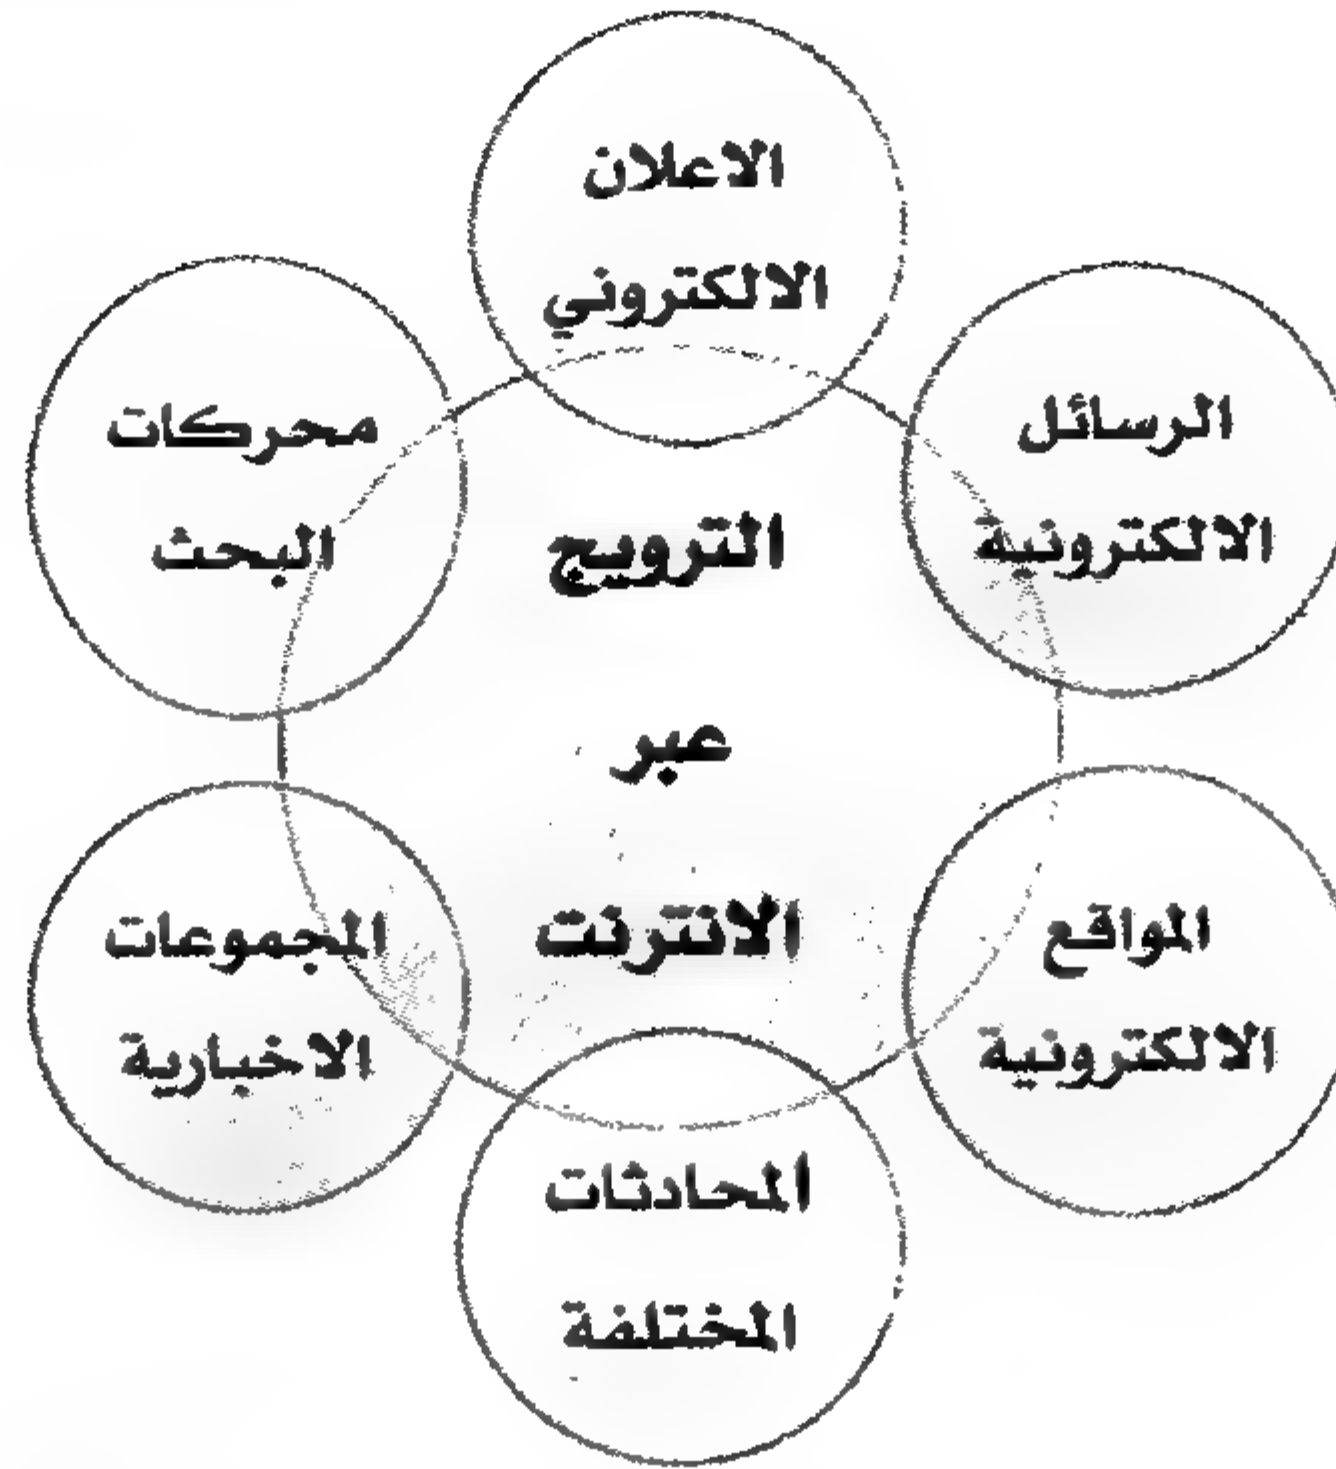 الاعلان
الالكتروني
الرسائل
الالكترونية
محركات
البحث
الترويج
عبر
الانترنت
المواقع
الالكترونية
المجموعات
الاخبارية
المحادثات
المختلفة